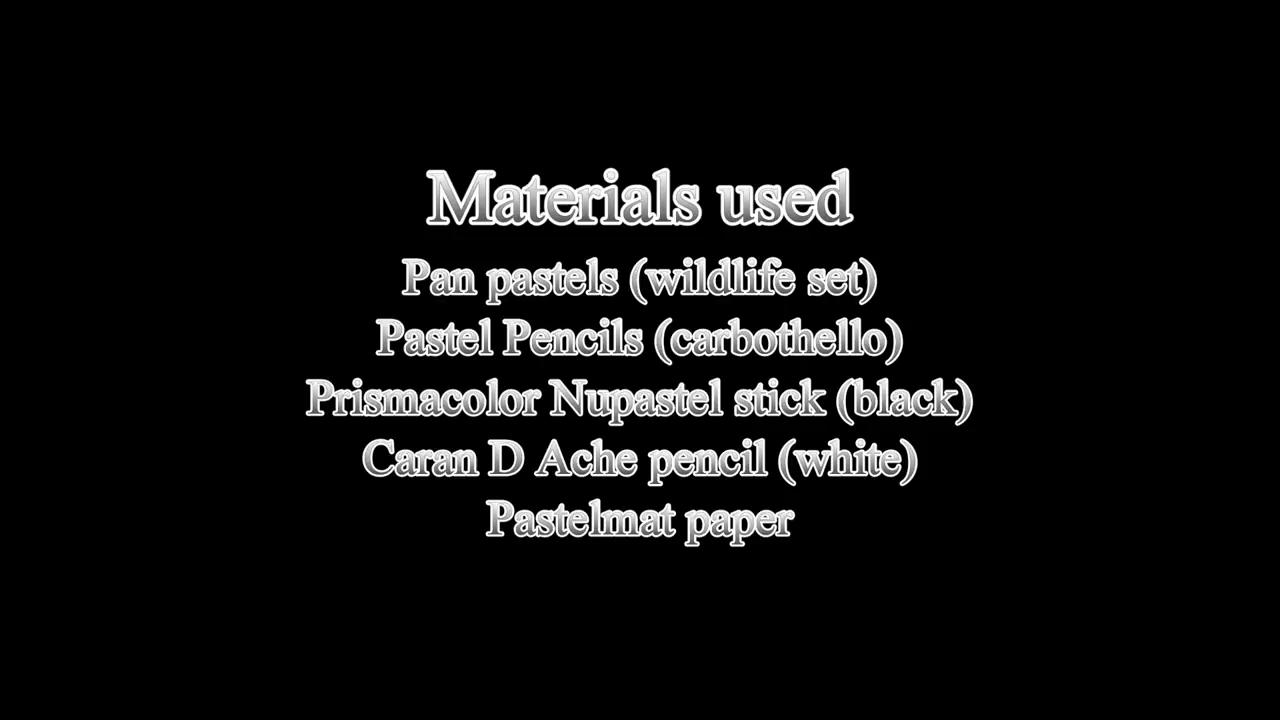 Materials used
Pan pastels (wildlife set)
Pastel Pencils (carbothello)
Prismacolor Nupastel stick (black)
Caran D Ache pencil (white)
Pastelmat paper